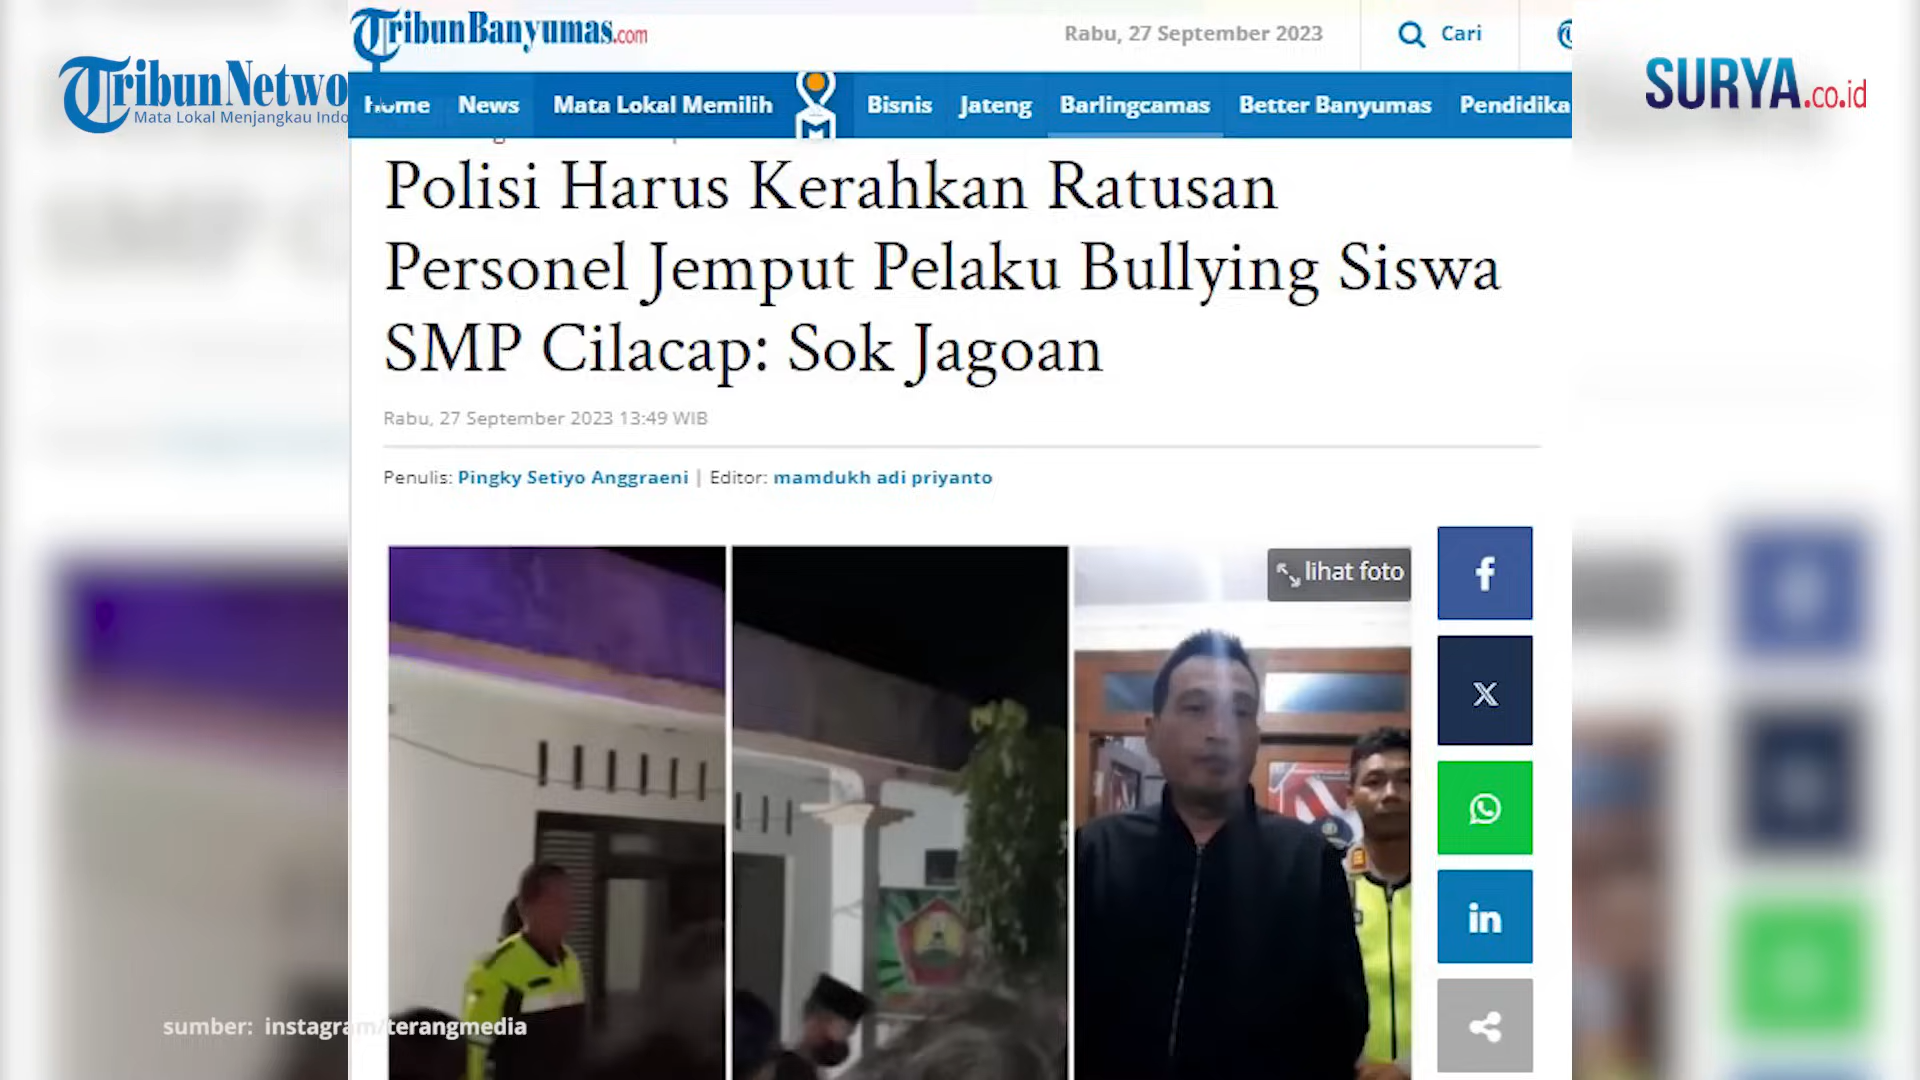 TribunBanyumas.com
Rabu, 27 September 2023
Cari
TribunNetwo
Mata Lokal Menjangkau Indo
SURYA.co.id
Home News Mata Lokal Memilih Bisnis Jateng Barlingcamas Better Banyumas Pendidika
Polisi Harus Kerahkan Ratusan
Personel Jemput Pelaku Bullying Siswa
SMP Cilacap: Sok Jagoan
Rabu, 27 September 2023 13:49 WIB
Penulis: Pingky Setiyo Anggraeni | Editor: mamdukh adi priyanto
lihat foto
f
X
in
sumber: instagram/terangmedia